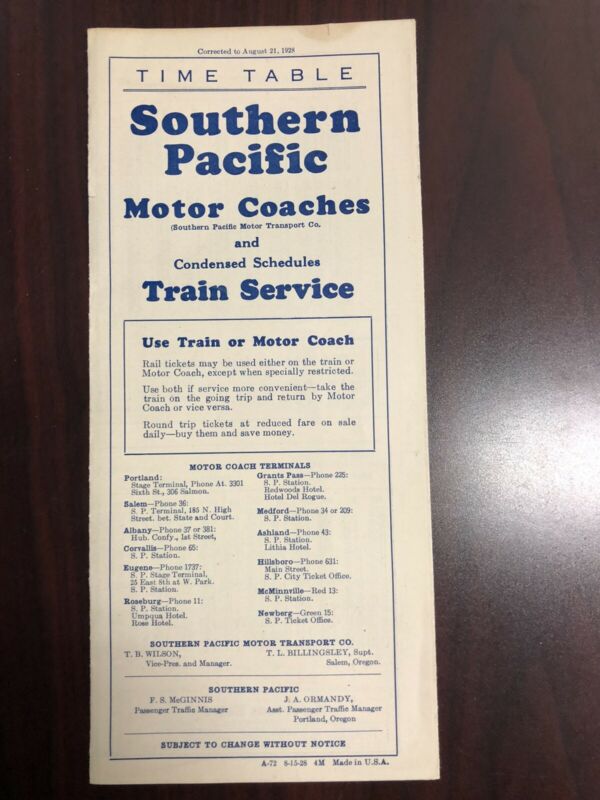 Corrected to August 21, 1928
TIME TABLE
Southern
Pacific
Motor Coaches
(Southern Pacific Motor Transport Co.
and
Condensed Schedules
Train Service
Use Train or Motor Coach
Rail tickets may be used either on the train or
Motor Coach, except when specially restricted.
Use both if service more convenient—take the
train on the going trip and return by Motor
Coach or vice versa.
Round trip tickets at reduced fare on sale
daily—buy them and save money.
MOTOR COACH TERMINALS
Portland:
Stage Terminal, Phone At. 3301
Sixth St., 306 Salmon.
Salem—Phone 36:
S. P. Terminal, 185 N. High
Street. bet. State and Court.
Albany—Phone 37 or 381:
Hub. Confy., 1st Street,
Corvallis—Phone 65:
S. P. Station.
Eugene—Phone 1737:
S. P. Stage Terminal,
25 East 8th at W. Park.
S. P. Station.
Roseburg—Phone 11:
S. P. Station.
Umpqua Hotel.
Rose Hotel.
Grants Pass—Phone 225:
S. P. Station.
Redwoods Hotel.
Hotel Del Rogue.
Medford—Phone 34 or 209:
S. P. Station.
Ashland—Phone 43:
S. P. Station.
Lithia Hotel.
Hillsboro—Phone 631:
Main Street.
S. P. City Ticket Office.
McMinnville—Red 13:
S. P. Station.
Newberg—Green 15:
S. P. Ticket Office.
SOUTHERN PACIFIC MOTOR TRANSPORT CO.
T. B. WILSON, T. L. BILLINGSLEY, Supt.
Vice-Pres. and Manager. Salem, Oregon.
SOUTHERN PACIFIC
F. S. McGINNIS J. A. ORMANDY,
Passenger Traffic Manager Asst. Passenger Traffic Manager
Portland, Oregon
SUBJECT TO CHANGE WITHOUT NOTICE
A-72 8-15-28 4M Made in U.S.A.